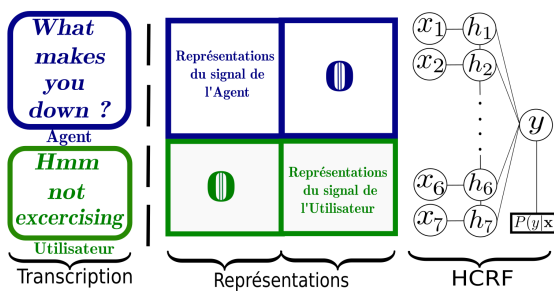 What
makes
you
down ?
Agent
Hmm
not
excercising
Utilisateur
Transcription
Représentations
du signal de
l'Agent
0
0
Représentations
du signal de
l'Utilisateur
Représentations
x1 h1
x2 h2
x6 h6
x7 h7
y
P(y|x
HCRF